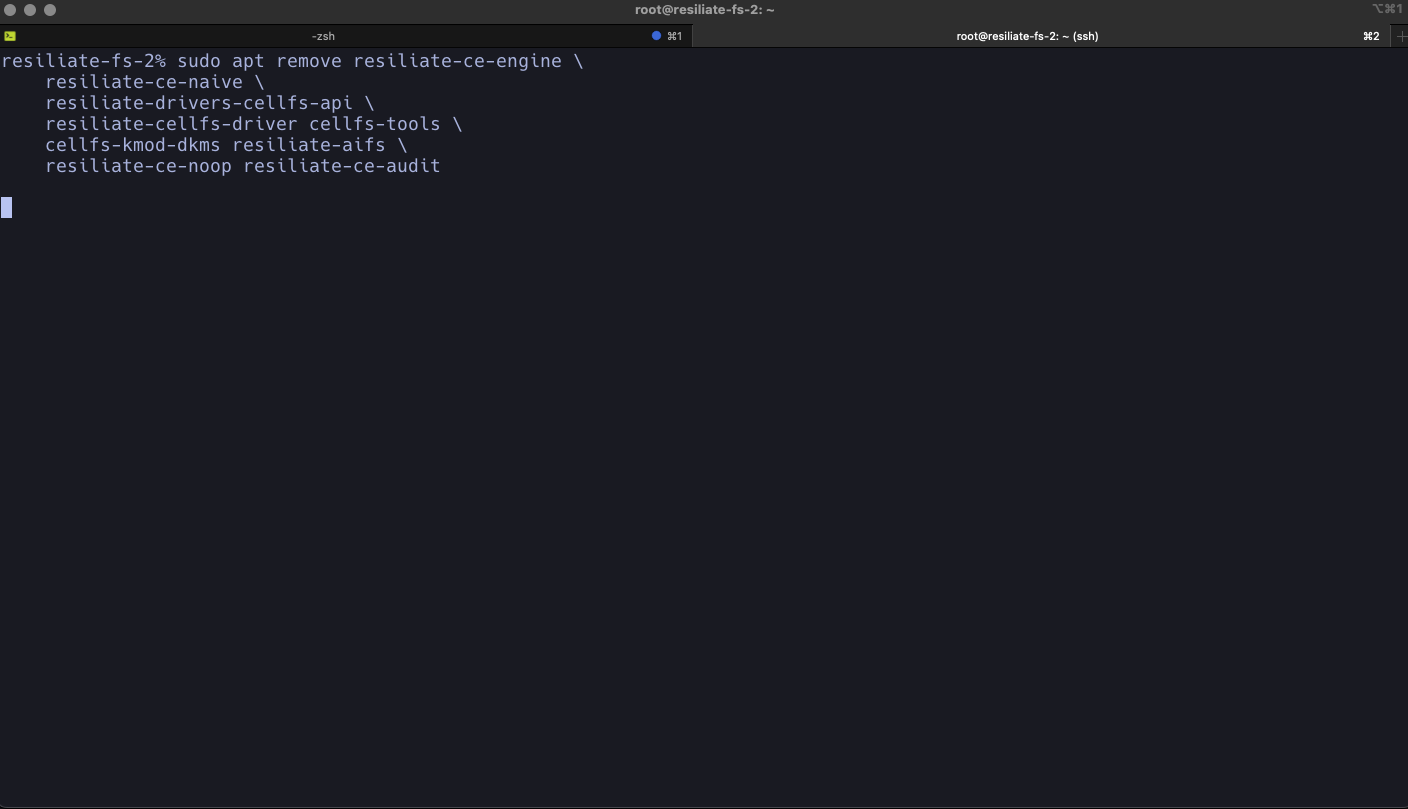 root@resiliate-fs-2: ~
⌥⌘1
-zsh
⌘1
root@resiliate-fs-2: ~ (ssh)
⌘2
resiliate-fs-2% sudo apt remove resiliate-ce-engine \
    resiliate-ce-naive \
    resiliate-drivers-cellfs-api \
    resiliate-cellfs-driver cellfs-tools \
    cellfs-kmod-dkms resiliate-aifs \
    resiliate-ce-noop resiliate-ce-audit